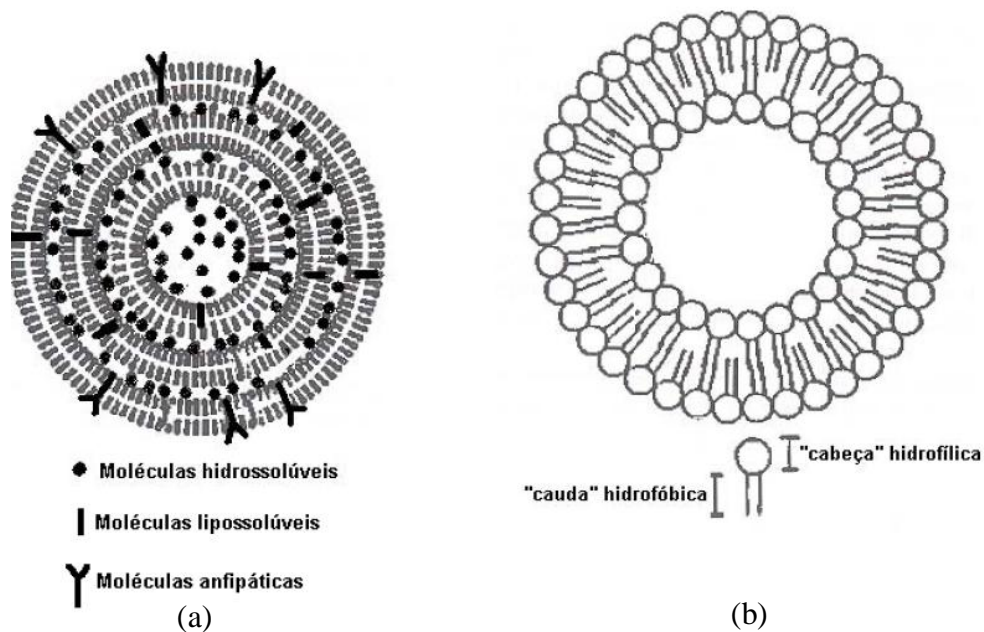 Moléculas hidrossolúveis
Moléculas lipossolúveis
Moléculas anfipáticas
(a)
"cabeça" hidrofílica
"cauda" hidrofóbica
(b)